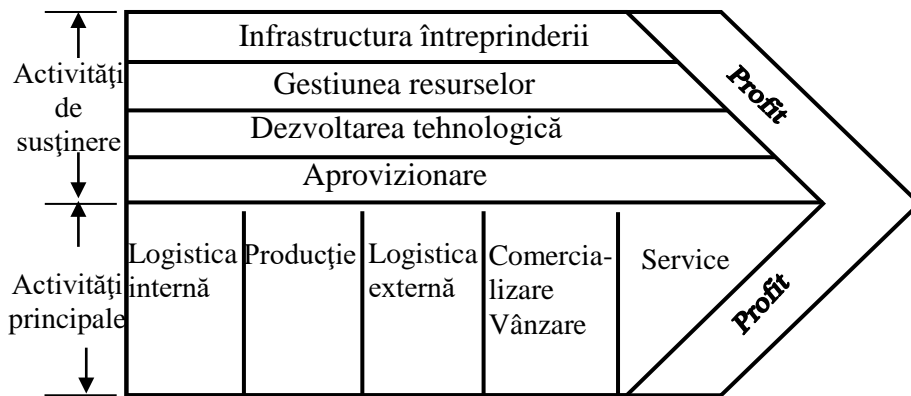 Infrastructura întreprinderii
Gestiunea resurselor
Dezvoltarea tehnologică
Aprovizionare
Profit
Activităţi
de
susţinere
Logistica
internă
Producţie
Logistica
externă
Comercia-
lizare
Vânzare
Service
Profit
Activităţi
principale